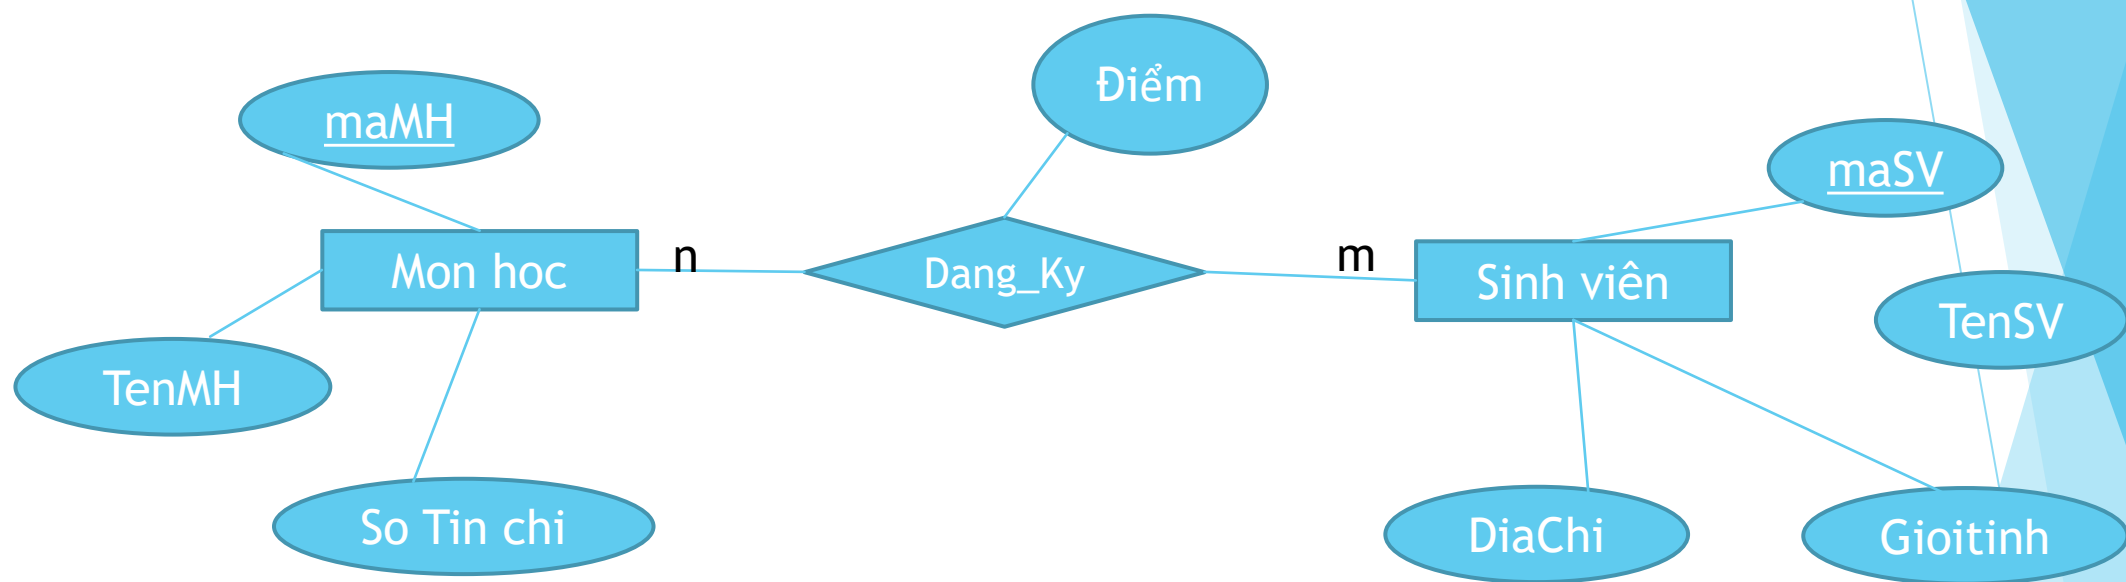 Điểm
maMH
maSV
n
m
Mon hoc
Dang_Ky
Sinh viên
TenSV
TenMH
So Tin chi
DiaChi
Gioitinh